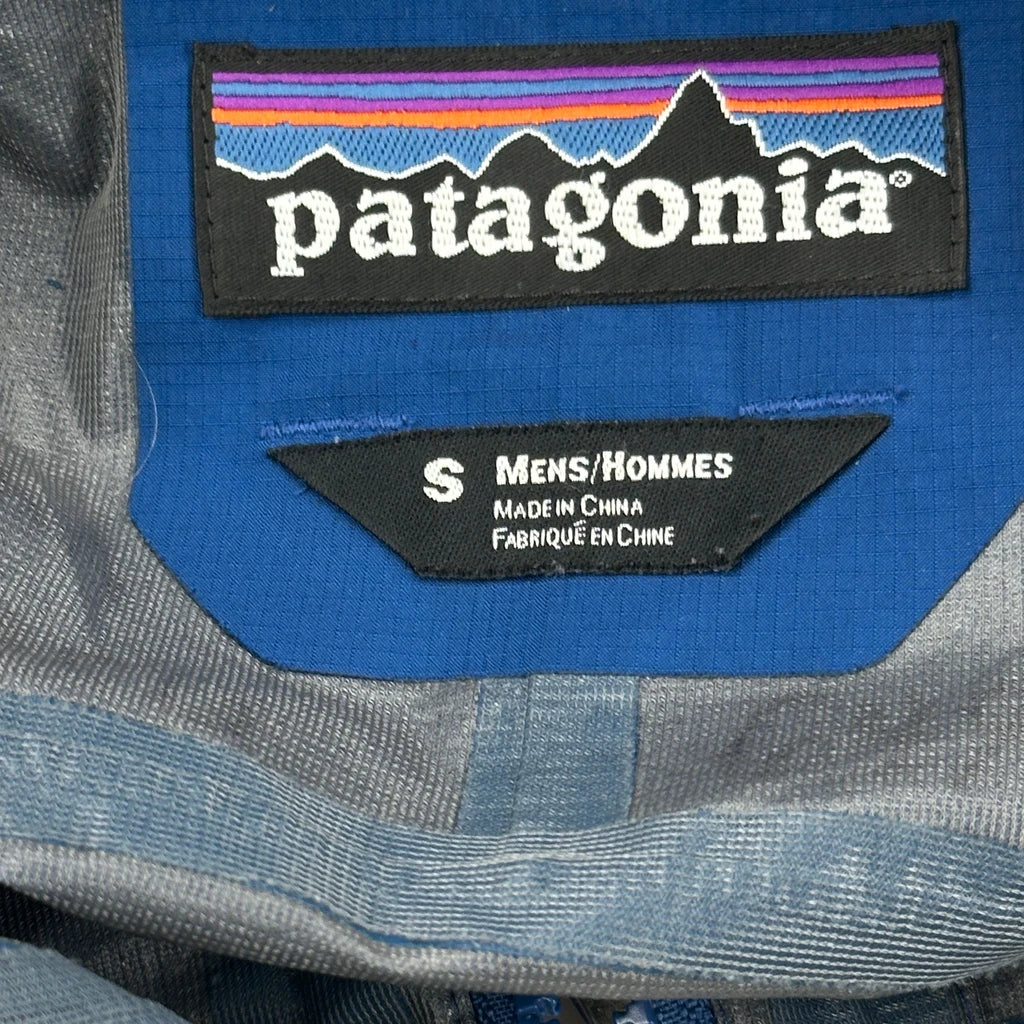 patagonia®
S MENS/HOMMES
MADE IN CHINA
FABRIQUÉ EN CHINE